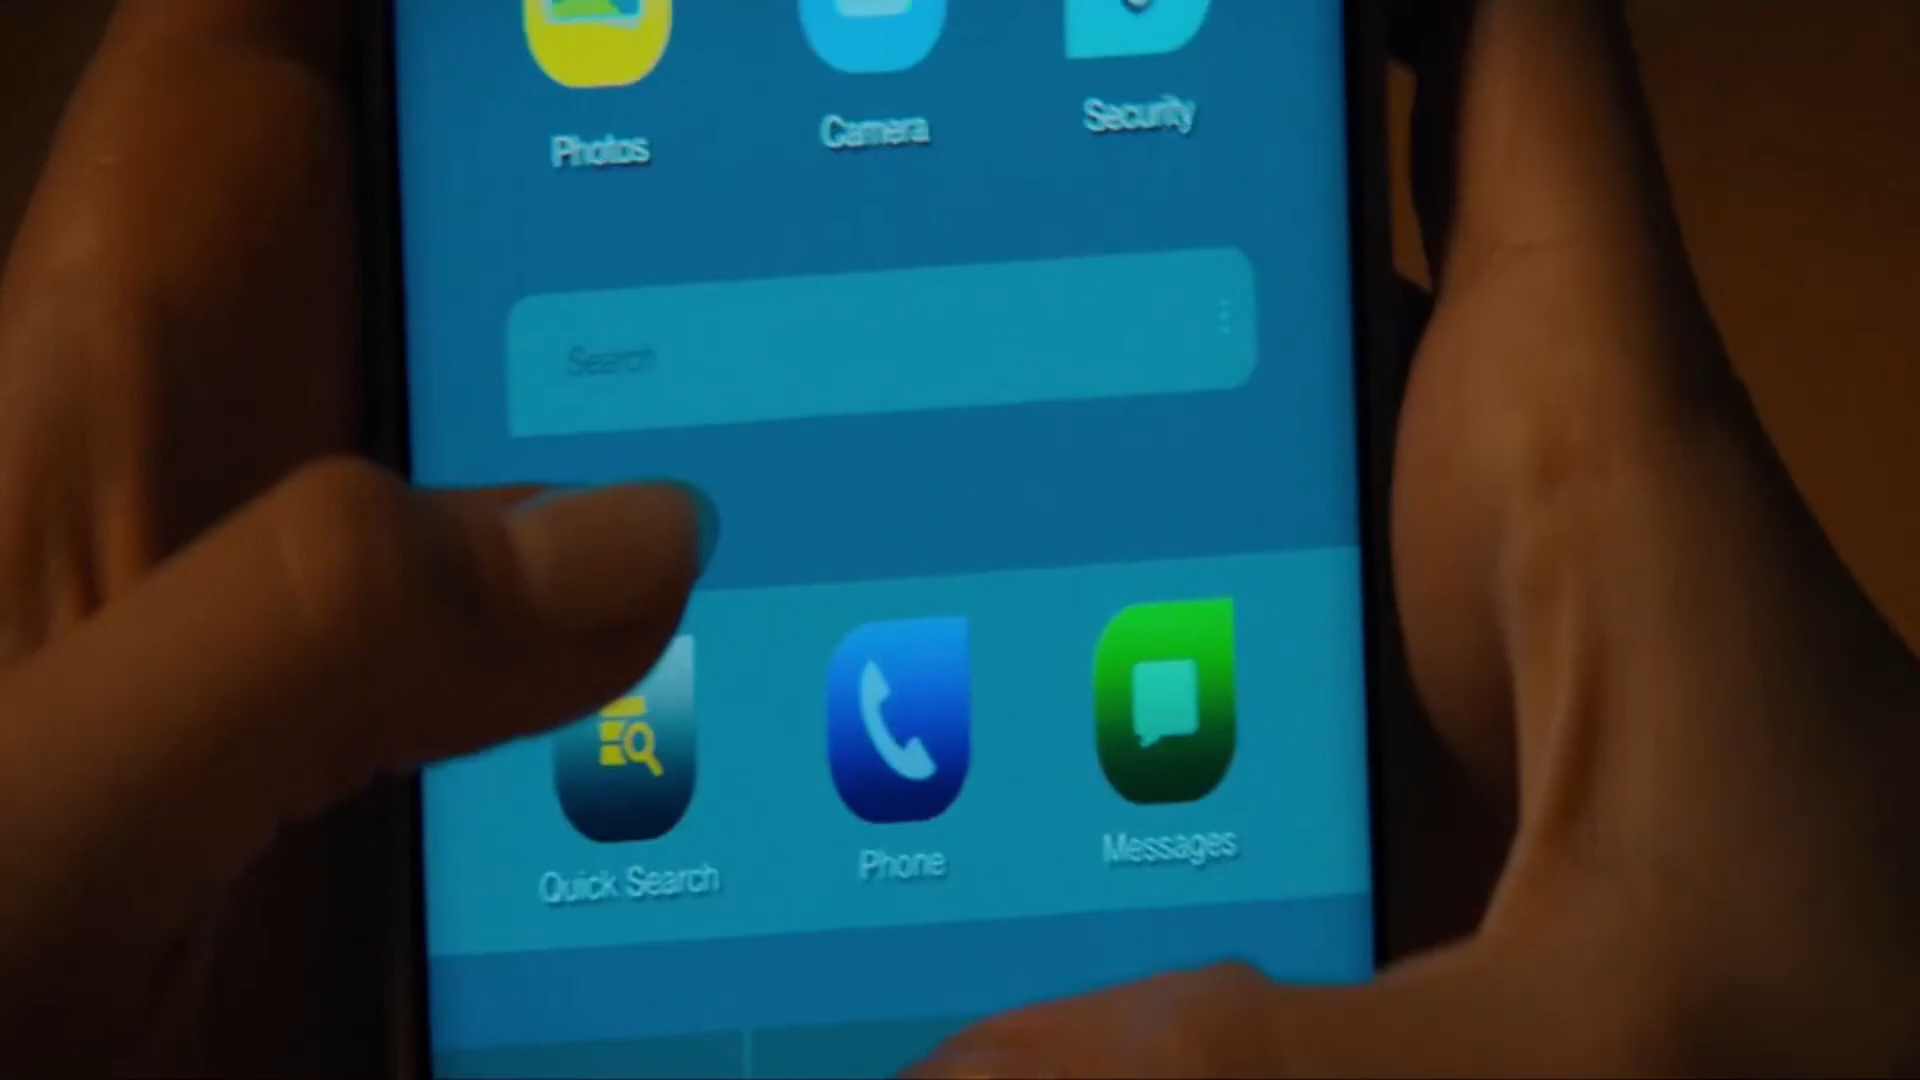 Photos
Camera
Security
Search
Quick Search
Phone
Messages